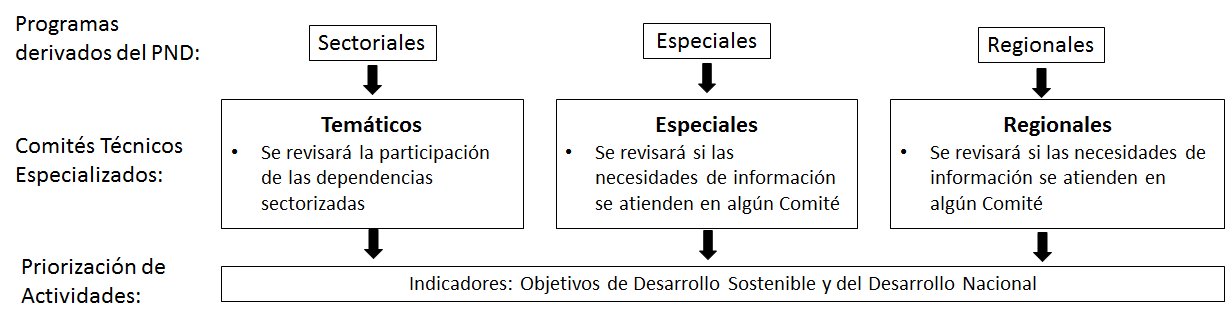 Programas
derivados del PND:
Sectoriales
Especiales
Regionales
Comités Técnicos
Especializados:
Temáticos
• Se revisará la participación
de las dependencias
sectorizadas
Especiales
• Se revisará si las
necesidades de información
se atienden en algún Comité
Regionales
• Se revisará si las necesidades de
información se atienden en
algún Comité
Priorización de
Actividades:
Indicadores: Objetivos de Desarrollo Sostenible y del Desarrollo Nacional